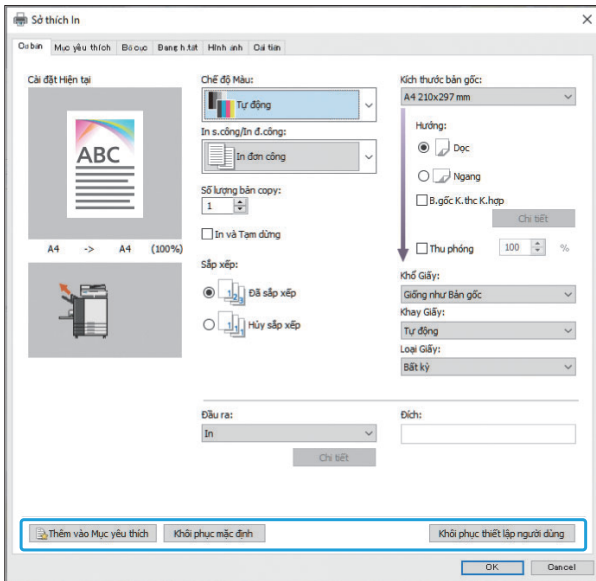 Sở thích In
Cơ bản Mục yêu thích Bố cục Đang h.tất Hình ảnh Cải tiến
Cài đặt Hiện tại
ABC
A4 -> A4 (100%)
Chế độ Màu:
Tự động
In s.công/In đ.công:
In đơn công
Số lượng bản copy:
1
In và Tạm dừng
Sắp xếp:
Đã sắp xếp
Hủy sắp xếp
Kích thước bản gốc:
A4 210x297 mm
Hướng:
Dọc
Ngang
B.gốc K.thc K.hợp
Chi tiết
Thu phóng 100 %
Khổ Giấy:
Giống như Bản gốc
Khay Giấy:
Tự động
Loại Giấy:
Bất kỳ
Đầu ra:
In
Chi tiết
Đích:
Thêm vào Mục yêu thích Khôi phục mặc định Khôi phục thiết lập người dùng
OK Cancel